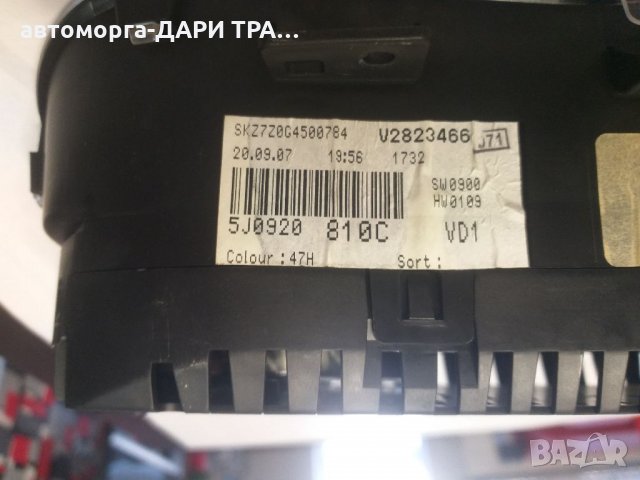 автоморга-ДАРИ ТРА...
SKZ7Z0G4500784 V2823466 J71
20.09.07 19:56 1732
SW0900
HW0109
5J0920 810C VD1
Colour : 47H Sort :
BAZAR